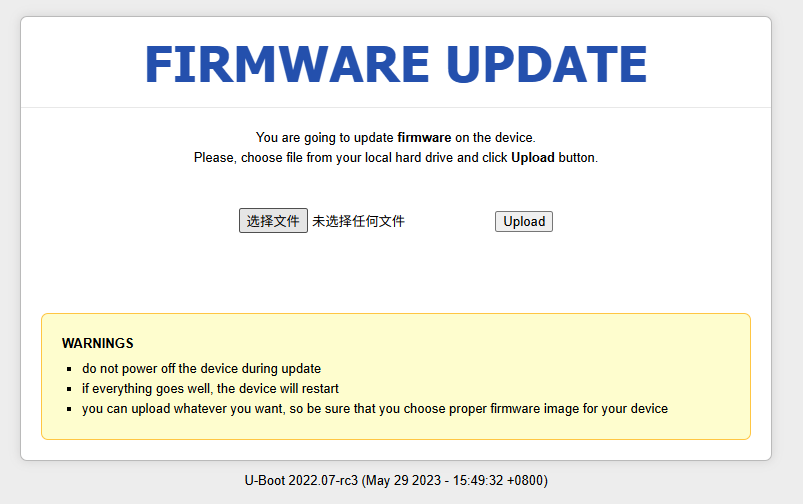 FIRMWARE UPDATE
You are going to update firmware on the device.
Please, choose file from your local hard drive and click Upload button.
选择文件 未选择任何文件 Upload
WARNINGS
do not power off the device during update
if everything goes well, the device will restart
you can upload whatever you want, so be sure that you choose proper firmware image for your device
U-Boot 2022.07-rc3 (May 29 2023 - 15:49:32 +0800)